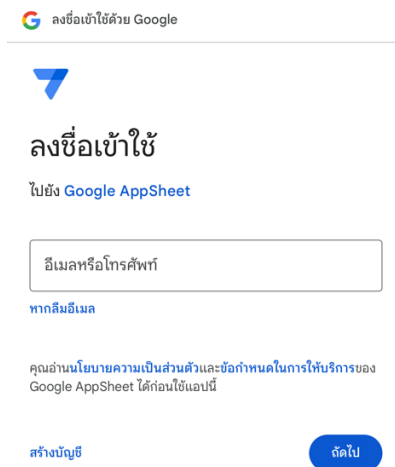 ลงชื่อเข้าใช้ด้วย Google
ลงชื่อเข้าใช้
ไปยัง Google AppSheet
อีเมลหรือโทรศัพท์
หากลืมอีเมล
คุณอ่านนโยบายความเป็นส่วนตัวและข้อกำหนดในการให้บริการของ
Google AppSheet ได้ก่อนใช้แอปนี้
สร้างบัญชี
ถัดไป